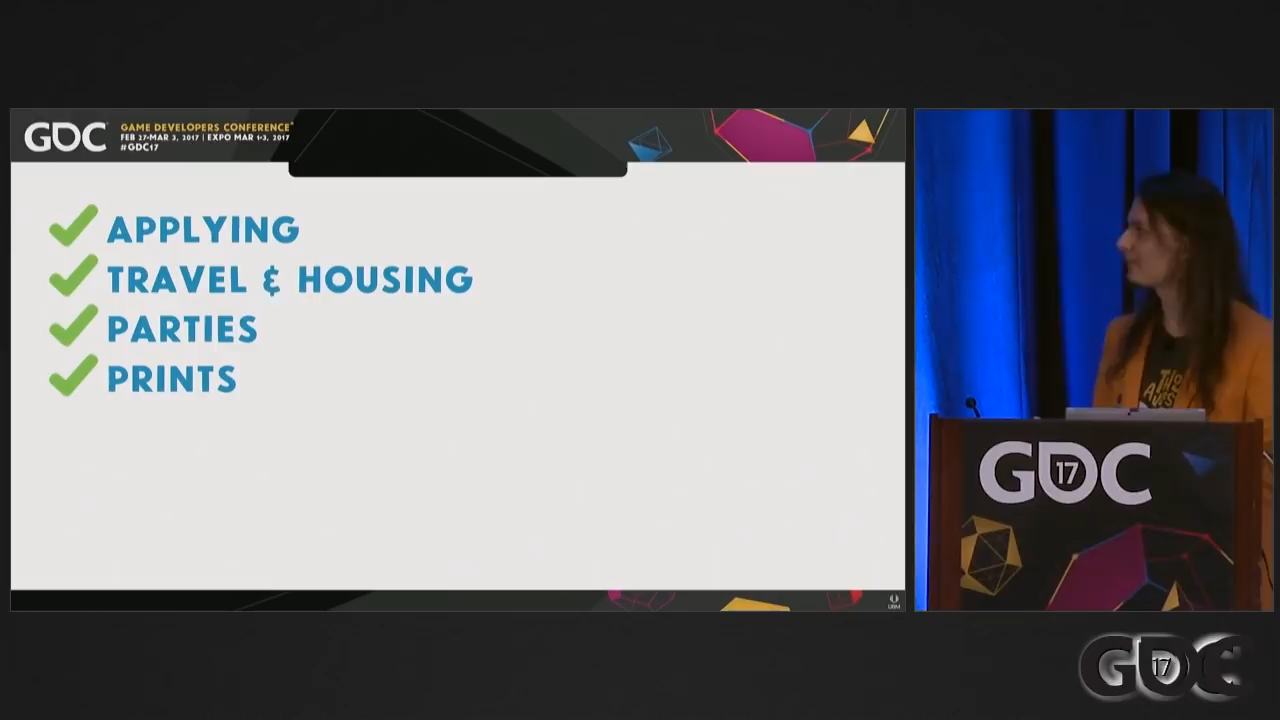 GDC
GAME DEVELOPERS CONFERENCE
FEB 27-MAR 3, 2017 | EXPO MAR 1-3, 2017
#GDC17
APPLYING
TRAVEL & HOUSING
PARTIES
PRINTS
UBM
GDC
17
GDC
17